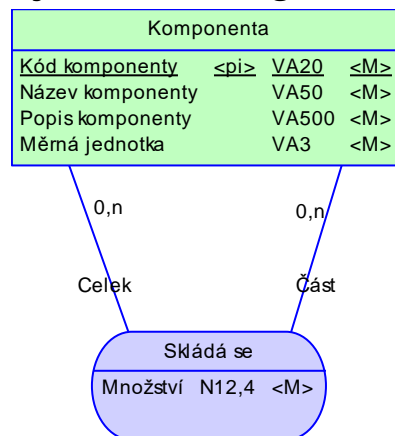 Komponenta
Kód komponenty <pi> VA20 <M>
Název komponenty VA50 <M>
Popis komponenty VA500 <M>
Měrná jednotka VA3 <M>
0,n 0,n
Celek Část
Skládá se
Množství N12,4 <M>